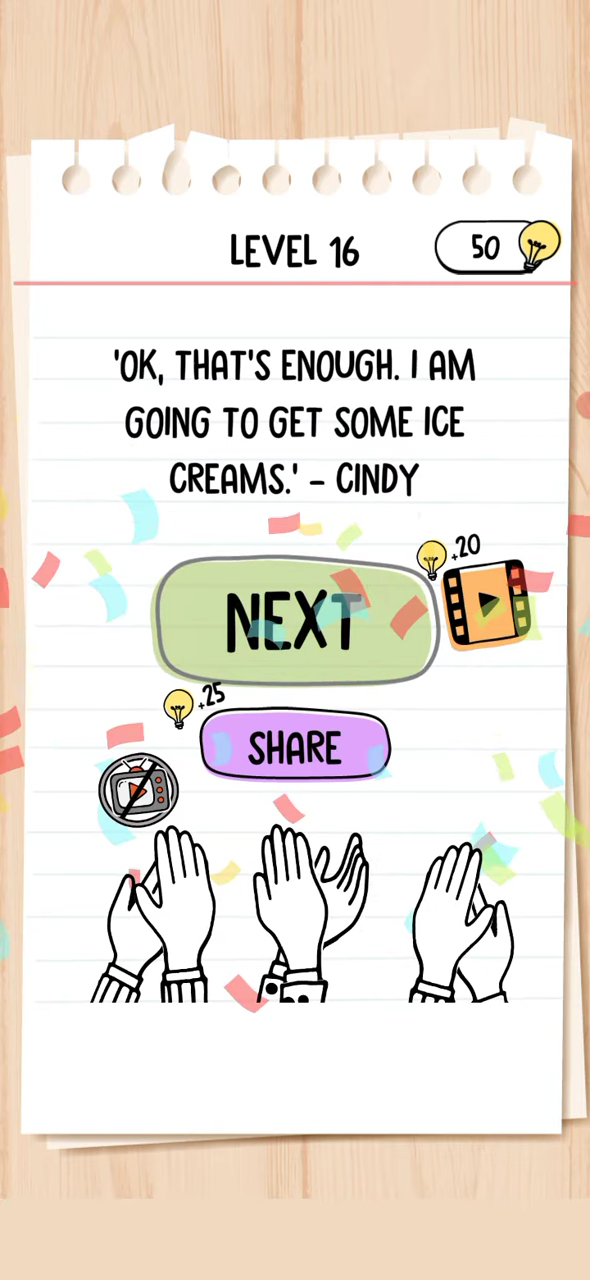 LEVEL 16
50
'OK, THAT'S ENOUGH. I AM
GOING TO GET SOME ICE
CREAMS.' - CINDY
+20
NEXT
+25
SHARE